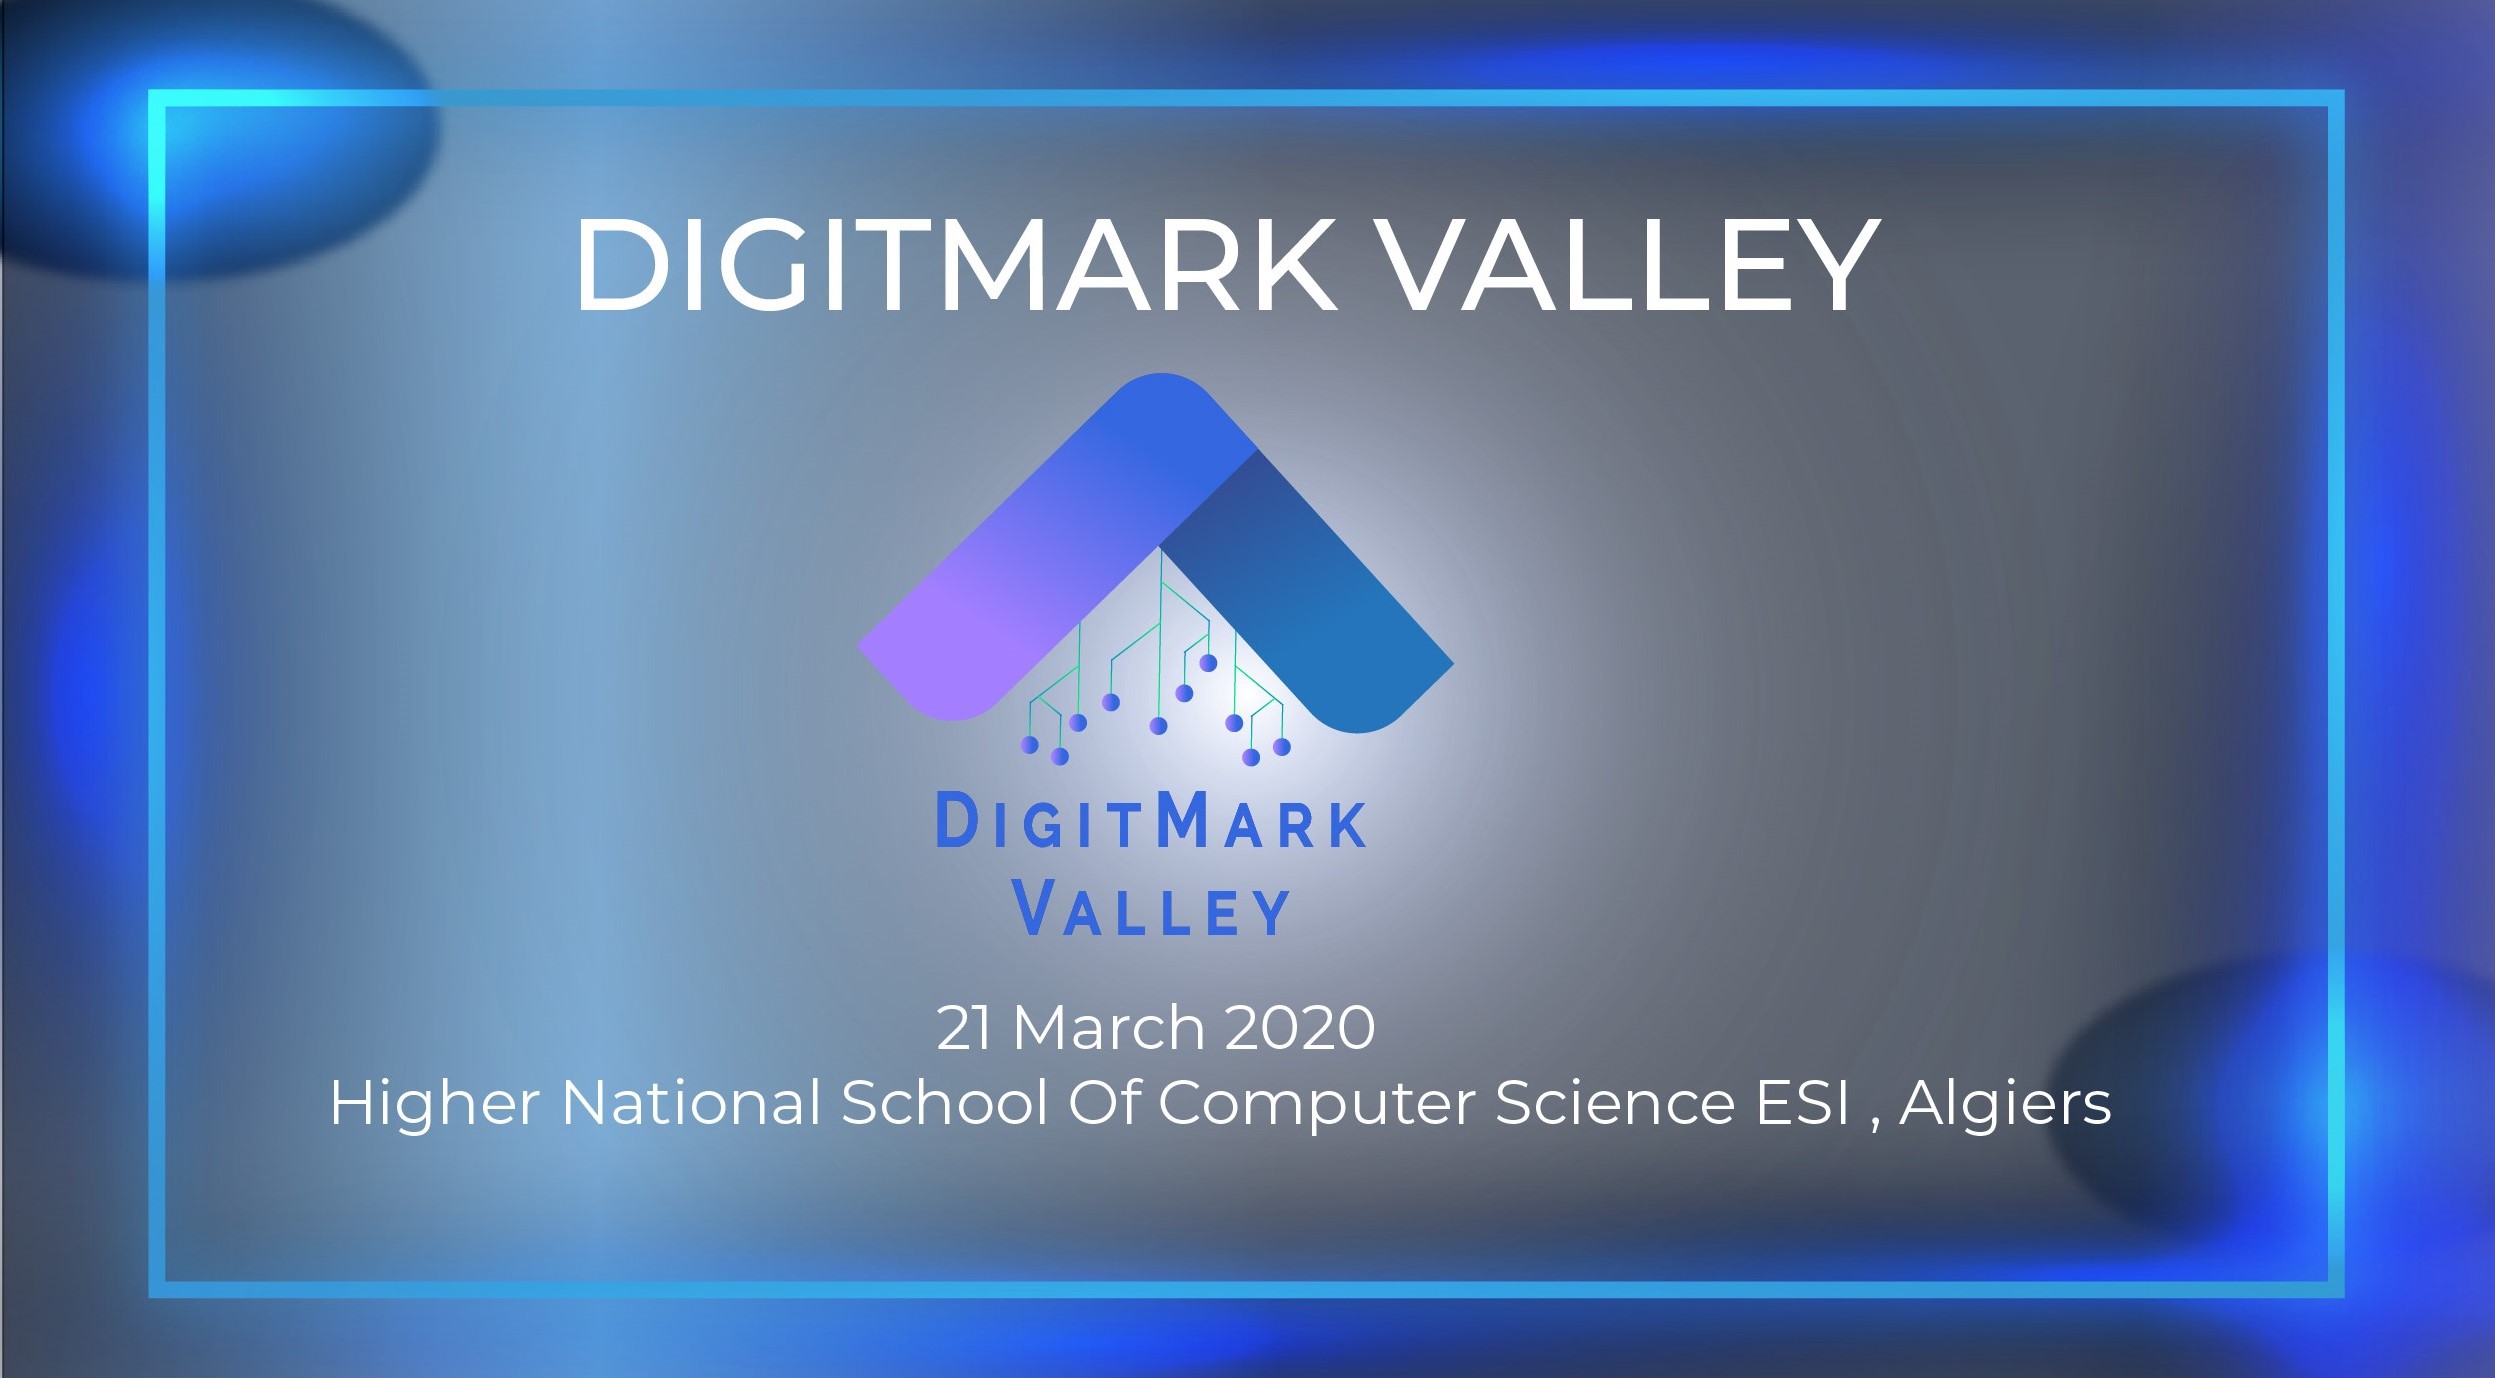 DIGITMARK VALLEY
DIGITMARK
VALLEY
21 March 2020
Higher National School Of Computer Science ESI , Algiers